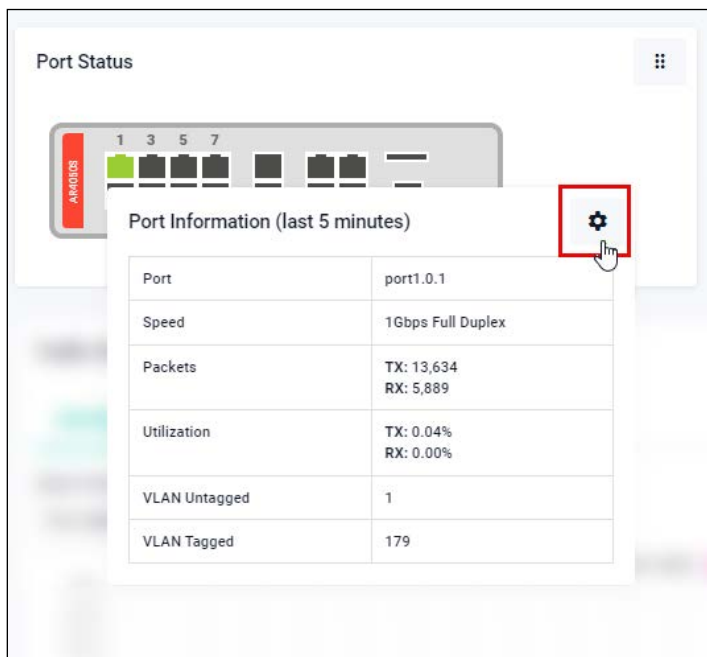 Port Status
1 3 5 7
AR4050S
Port Information (last 5 minutes)
Port port1.0.1
Speed 1Gbps Full Duplex
Packets TX: 13,634
RX: 5,889
Utilization TX: 0.04%
RX: 0.00%
VLAN Untagged 1
VLAN Tagged 179